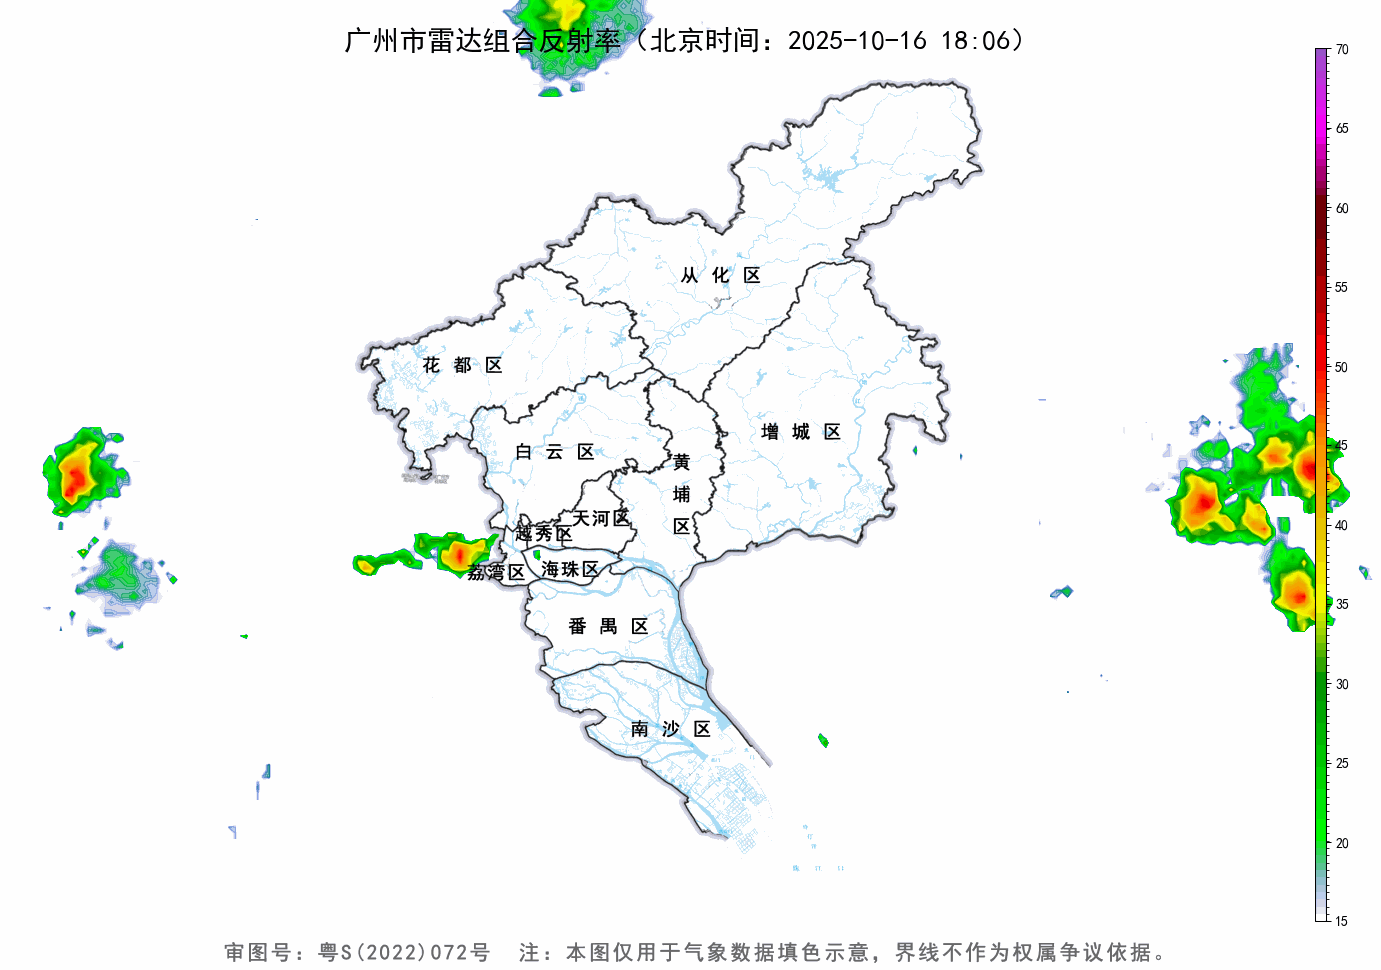 广州市雷达组合反射率（北京时间：2025-10-16 18:06）
70
65
60
55
50
45
40
35
30
25
20
15
从化区
花都区
增城区
白云区
黄埔区
天河区
越秀区
荔湾区
海珠区
番禺区
南沙区
审图号：粤S(2022)072号 注：本图仅用于气象数据填色示意，界线不作为权属争议依据。